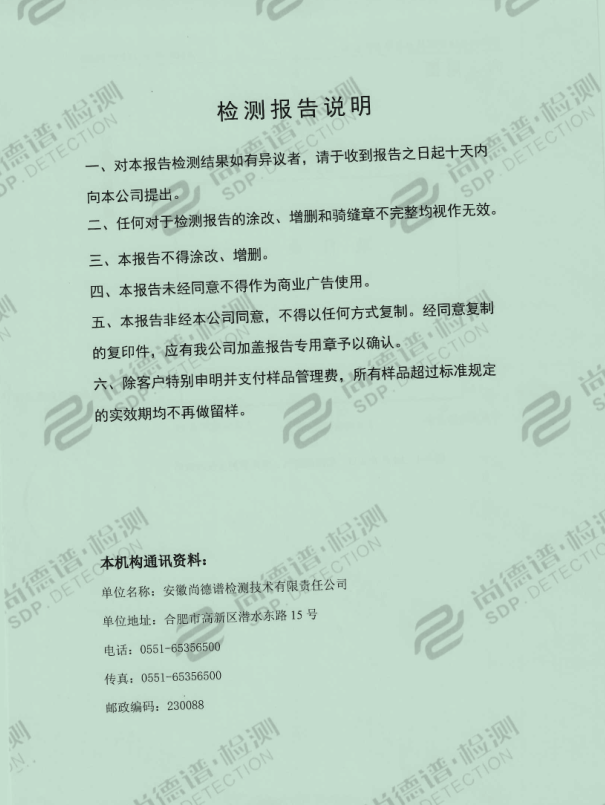 检测报告说明
一、对本报告检测结果如有异议者，请于收到报告之日起十天内
向本公司提出。
二、任何对于检测报告的涂改、增删和骑缝章不完整均视作无效。
三、本报告不得涂改、增删。
四、本报告未经同意不得作为商业广告使用。
五、本报告非经本公司同意，不得以任何方式复制。经同意复制
的复印件，应有我公司加盖报告专用章予以确认。
六、除客户特别申明并支付样品管理费，所有样品超过标准规定
的实效期均不再做留样。
本机构通讯资料：
单位名称：安徽尚德谱检测技术有限责任公司
单位地址：合肥市高新区潜水东路 15 号
电话：0551-65356500
传真：0551-65356500
邮政编码：230088
尚德谱·检测
SDP.DETECTION